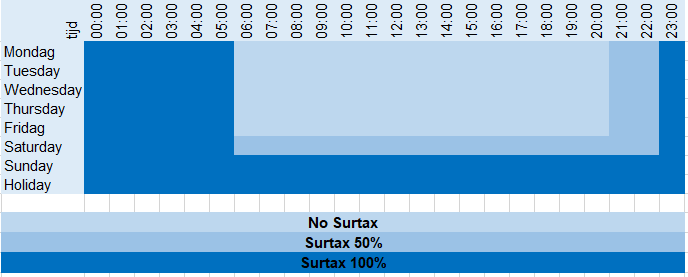 tijd 00:00 01:00 02:00 03:00 04:00 05:00 06:00 07:00 08:00 09:00 10:00 11:00 12:00 13:00 14:00 15:00 16:00 17:00 18:00 19:00 20:00 21:00 22:00 23:00
Mondag
Tuesday
Wednesday
Thursday
Fridag
Saturday
Sunday
Holiday
No Surtax
Surtax 50%
Surtax 100%